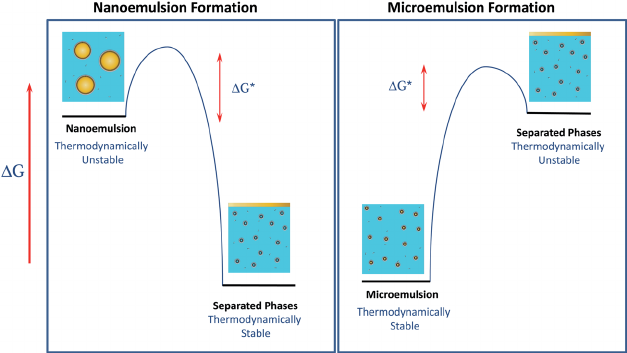 Nanoemulsion Formation
Microemulsion Formation
ΔG
ΔG*
Nanoemulsion
Thermodynamically
Unstable
Separated Phases
Thermodynamically
Stable
ΔG*
Separated Phases
Thermodynamically
Unstable
Microemulsion
Thermodynamically
Stable